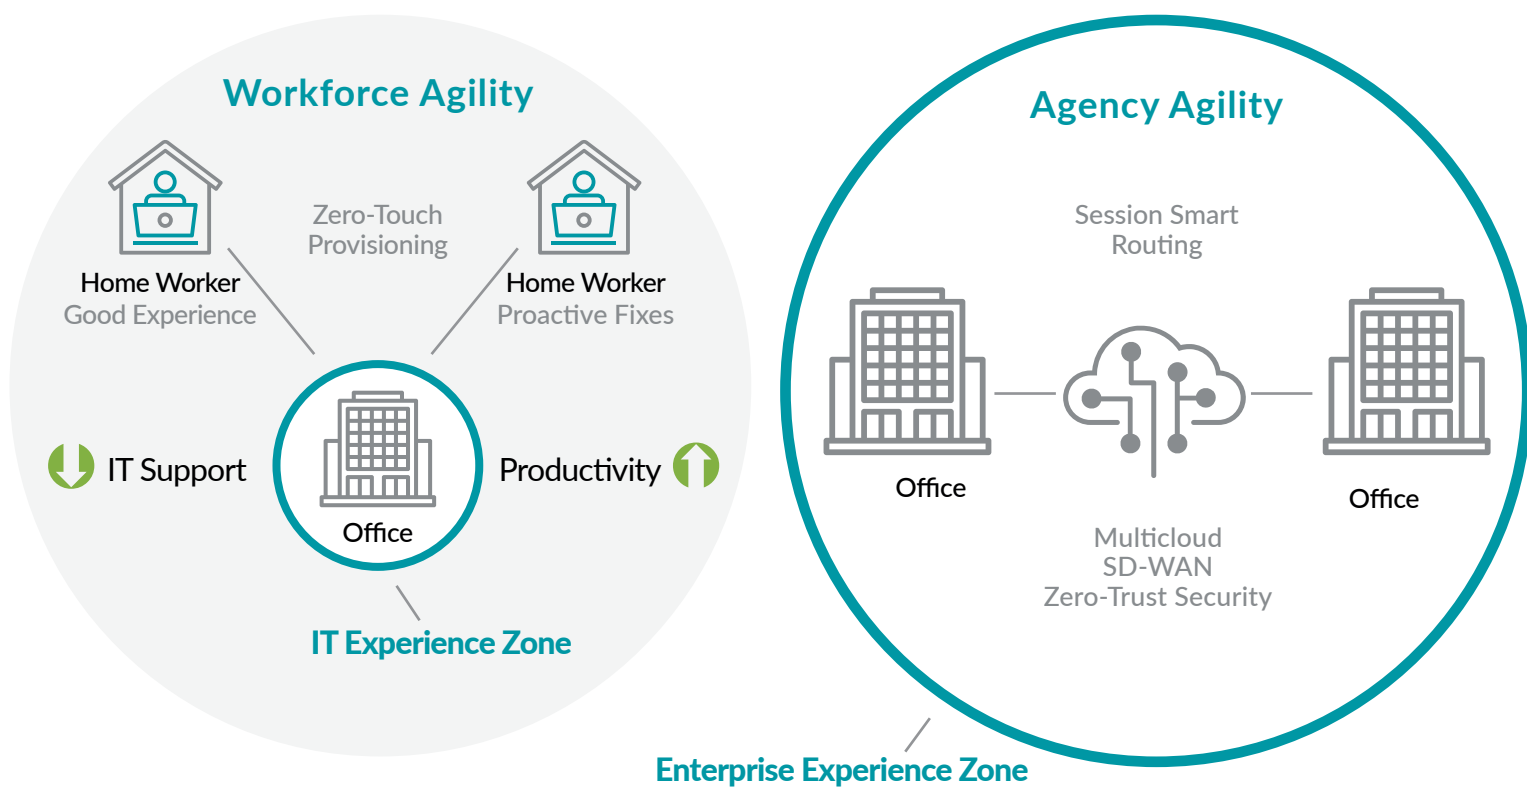 Workforce Agility
Zero-Touch
Provisioning
Home Worker
Good Experience
Home Worker
Proactive Fixes
IT Support
Productivity
Office
IT Experience Zone
Agency Agility
Session Smart
Routing
Office
Office
Multicloud
SD-WAN
Zero-Trust Security
Enterprise Experience Zone